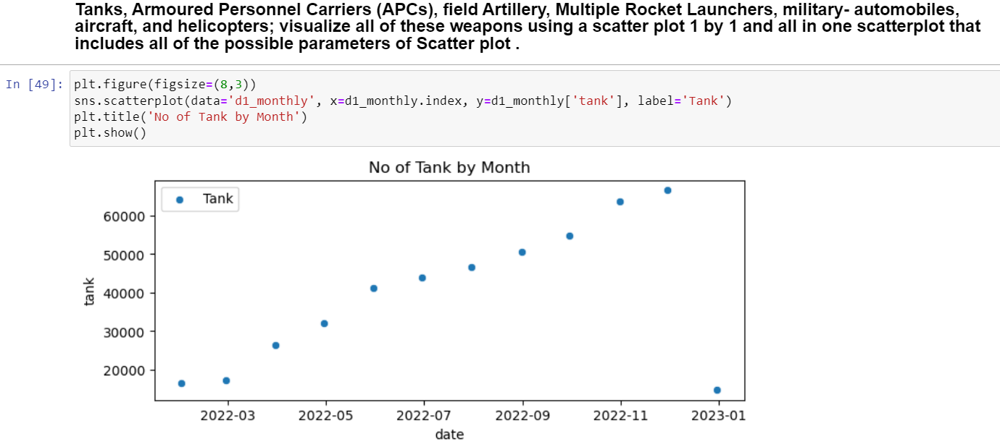 Tanks, Armoured Personnel Carriers (APCs), field Artillery, Multiple Rocket Launchers, military- automobiles,
aircraft, and helicopters; visualize all of these weapons using a scatter plot 1 by 1 and all in one scatterplot that
includes all of the possible parameters of Scatter plot .
In [49]: plt.figure(figsize=(8,3))
sns.scatterplot(data='d1_monthly', x=d1_monthly.index, y=d1_monthly['tank'], label='Tank')
plt.title('No of Tank by Month')
plt.show()
No of Tank by Month
Tank
60000
50000
40000
30000
20000
tank
2022-03 2022-05 2022-07 2022-09 2022-11 2023-01
date